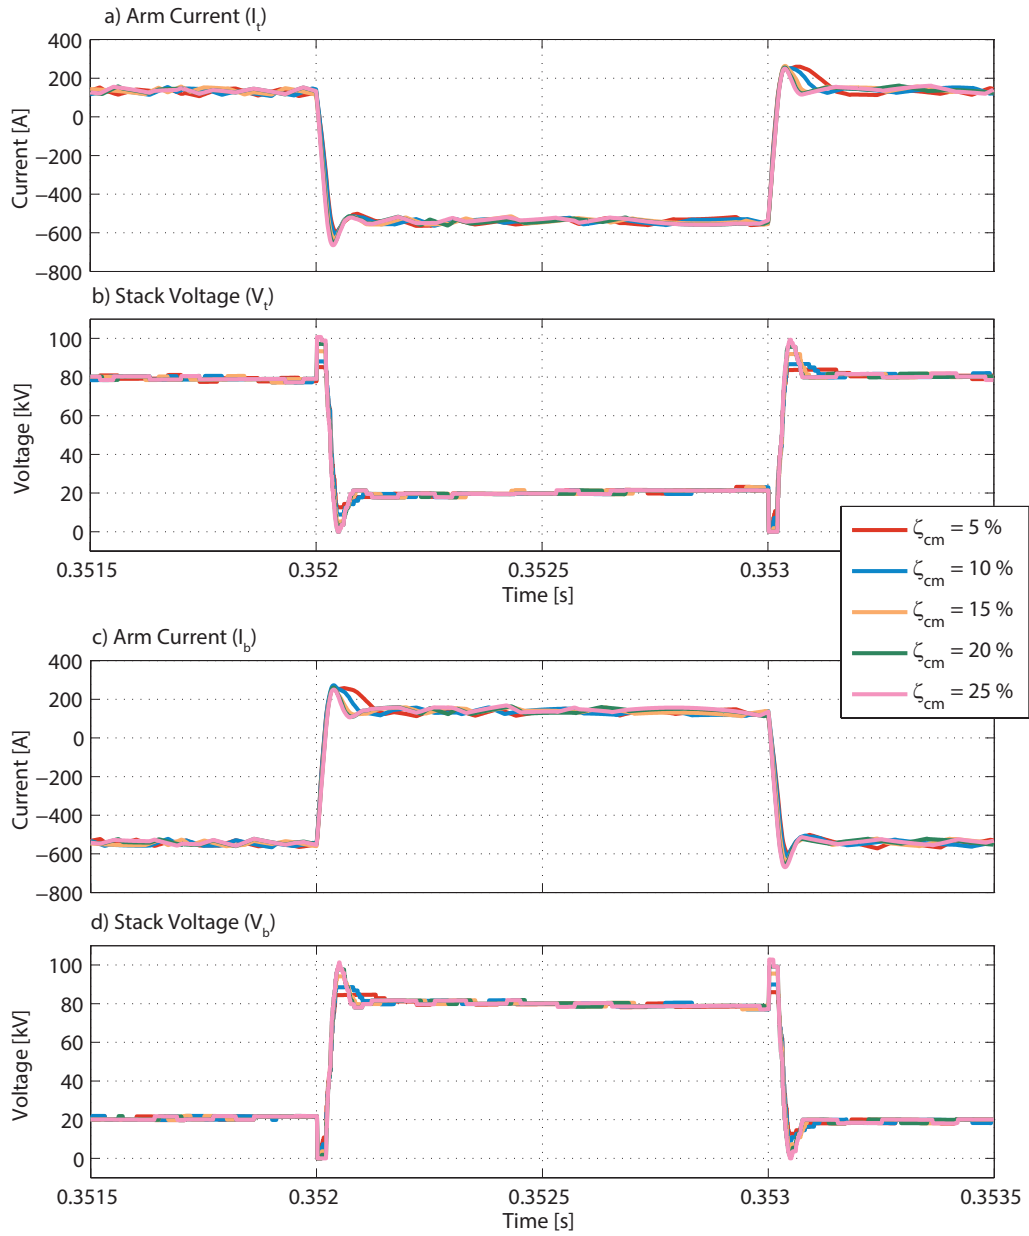 a) Arm Current (I_t)
400
200
0
−200
−400
−600
−800
Current [A]
b) Stack Voltage (V_t)
100
80
60
40
20
0
Voltage [kV]
0.3515 0.352 0.3525 0.353
Time [s]
ζ_cm = 5 %
ζ_cm = 10 %
ζ_cm = 15 %
ζ_cm = 20 %
ζ_cm = 25 %
c) Arm Current (I_b)
400
200
0
−200
−400
−600
−800
Current [A]
d) Stack Voltage (V_b)
100
80
60
40
20
0
Voltage [kV]
0.3515 0.352 0.3525 0.353 0.3535
Time [s]